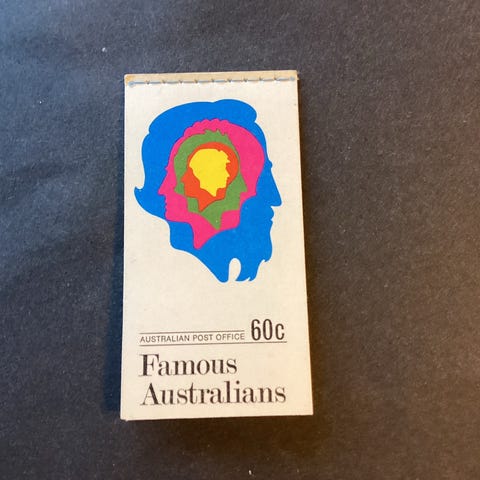 AUSTRALIAN POST OFFICE 60c
Famous
Australians